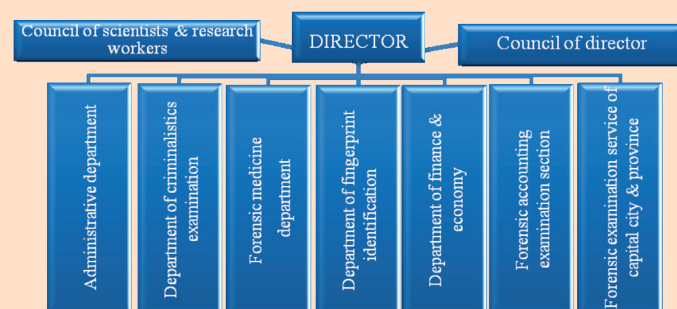 Council of scientists & research
workers
DIRECTOR
Council of director
Administrative department
Department of criminalistics
examination
Forensic medicine
department
Department of fingerprint
identification
Department of finance &
economy
Forensic accounting
examination section
Forensic examination service of
capital city & province